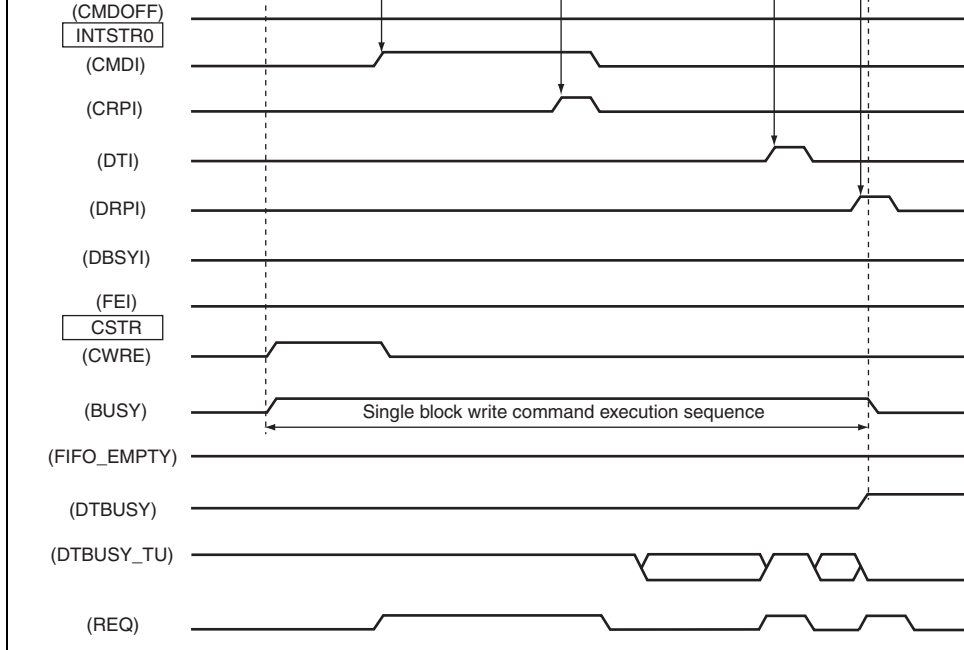 (CMDOFF)
INTSTR0
(CMDI)
(CRPI)
(DTI)
(DRPI)
(DBSYI)
(FEI)
CSTR
(CWRE)
(BUSY)
Single block write command execution sequence
(FIFO_EMPTY)
(DTBUSY)
(DTBUSY_TU)
(REQ)